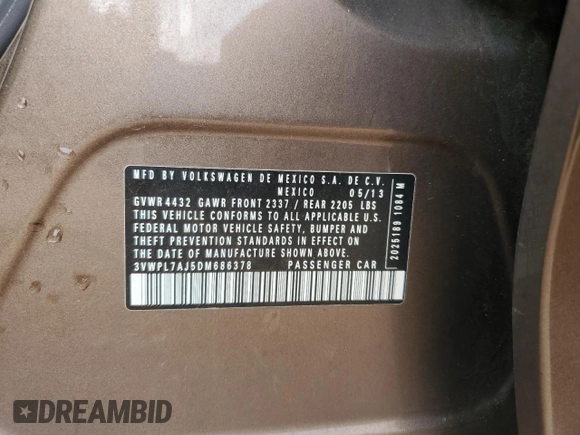 MFD BY VOLKSWAGEN DE MEXICO S.A. DE C.V.
MEXICO 05/13
GVWR 4432 GAWR FRONT 2337 / REAR 2205 LBS
THIS VEHICLE CONFORMS TO ALL APPLICABLE U.S.
FEDERAL MOTOR VEHICLE SAFETY, BUMPER AND
THEFT PREVENTION STANDARDS IN EFFECT ON
THE DATE OF MANUFACTURE SHOWN ABOVE.
3VWPL7AJ5DM686378 PASSENGER CAR
2025189 1084 M
DREAMBID